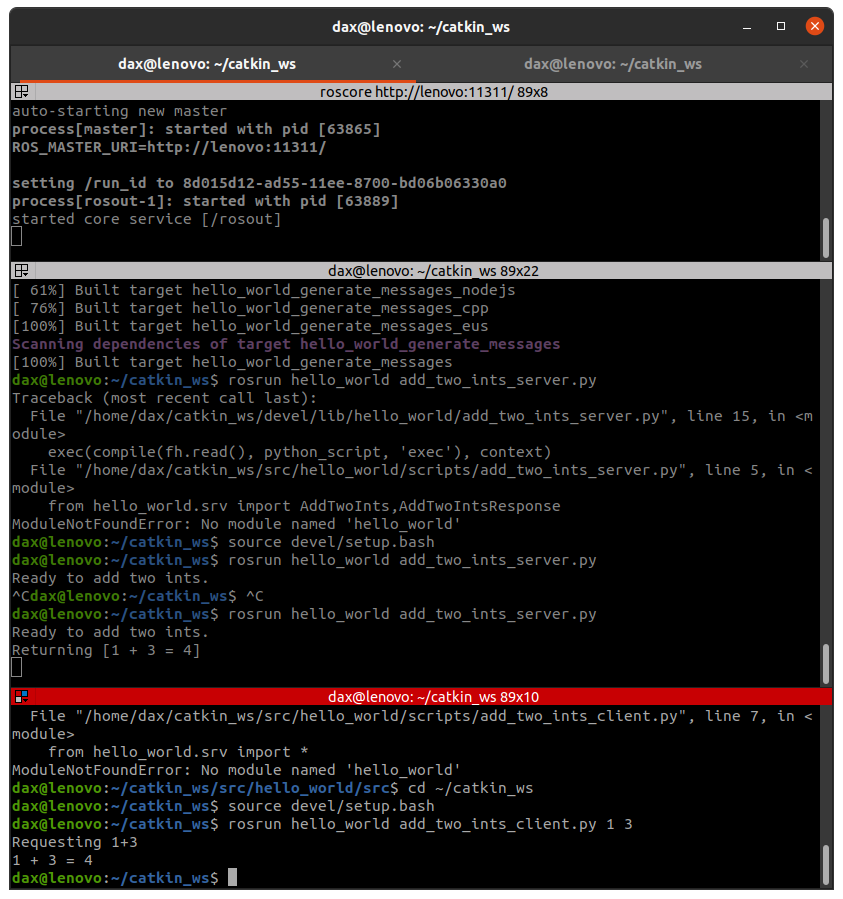 dax@lenovo: ~/catkin_ws
dax@lenovo: ~/catkin_ws × dax@lenovo: ~/catkin_ws ×
roscore http://lenovo:11311/ 89x8
auto-starting new master
process[master]: started with pid [63865]
ROS_MASTER_URI=http://lenovo:11311/
setting /run_id to 8d015d12-ad55-11ee-8700-bd06b06330a0
process[rosout-1]: started with pid [63889]
started core service [/rosout]
dax@lenovo: ~/catkin_ws 89x22
[ 61%] Built target hello_world_generate_messages_nodejs
[ 76%] Built target hello_world_generate_messages_cpp
[100%] Built target hello_world_generate_messages_eus
Scanning dependencies of target hello_world_generate_messages
[100%] Built target hello_world_generate_messages
dax@lenovo:~/catkin_ws$ rosrun hello_world add_two_ints_server.py
Traceback (most recent call last):
  File "/home/dax/catkin_ws/devel/lib/hello_world/add_two_ints_server.py", line 15, in <m
odule>
    exec(compile(fh.read(), python_script, 'exec'), context)
  File "/home/dax/catkin_ws/src/hello_world/scripts/add_two_ints_server.py", line 5, in <
module>
    from hello_world.srv import AddTwoInts,AddTwoIntsResponse
ModuleNotFoundError: No module named 'hello_world'
dax@lenovo:~/catkin_ws$ source devel/setup.bash
dax@lenovo:~/catkin_ws$ rosrun hello_world add_two_ints_server.py
Ready to add two ints.
^Cdax@lenovo:~/catkin_ws$ ^C
dax@lenovo:~/catkin_ws$ rosrun hello_world add_two_ints_server.py
Ready to add two ints.
Returning [1 + 3 = 4]
dax@lenovo: ~/catkin_ws 89x10
  File "/home/dax/catkin_ws/src/hello_world/scripts/add_two_ints_client.py", line 7, in <
module>
    from hello_world.srv import *
ModuleNotFoundError: No module named 'hello_world'
dax@lenovo:~/catkin_ws/src/hello_world/src$ cd ~/catkin_ws
dax@lenovo:~/catkin_ws$ source devel/setup.bash
dax@lenovo:~/catkin_ws$ rosrun hello_world add_two_ints_client.py 1 3
Requesting 1+3
1 + 3 = 4
dax@lenovo:~/catkin_ws$